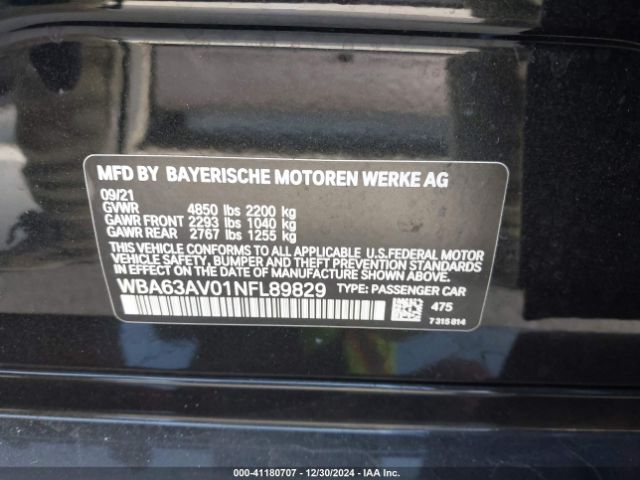 MFD BY BAYERISCHE MOTOREN WERKE AG
09/21
GVWR 4850 lbs 2200 kg
GAWR FRONT 2293 lbs 1040 kg
GAWR REAR 2767 lbs 1255 kg
THIS VEHICLE CONFORMS TO ALL APPLICABLE U.S.FEDERAL MOTOR
VEHICLE SAFETY, BUMPER AND THEFT PREVENTION STANDARDS
IN EFFECT ON THE DATE OF MANUFACTURE SHOWN ABOVE.
WBA63AV01NFL89829 TYPE: PASSENGER CAR
475
7315814
000-41180707 - 12/30/2024 - IAA Inc.